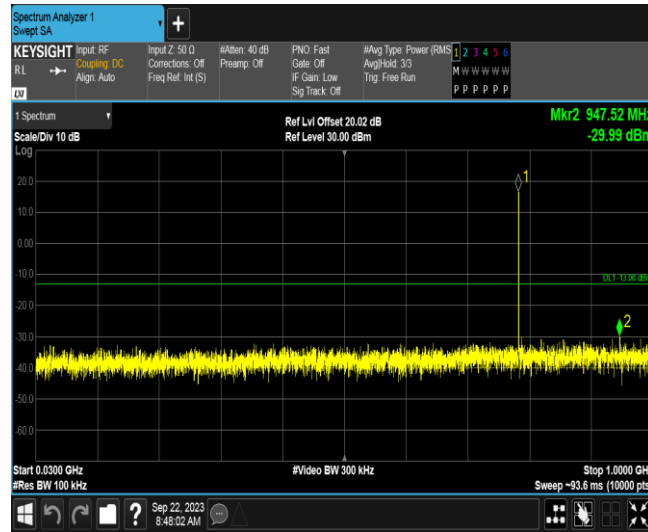 Spectrum Analyzer 1
Swept SA
+
KEYSIGHT
RL
LXI
Input: RF
Coupling: DC
Align: Auto
Input Z: 50 Ω
Corrections: Off
Freq Ref: Int (S)
#Atten: 40 dB
Preamp: Off
PNO: Fast
Gate: Off
IF Gain: Low
Sig Track: Off
#Avg Type: Power (RMS
Avg|Hold: 3/3
Trig: Free Run
1 2 3 4 5 6
M W W W W W
P P P P P P
1 Spectrum
Scale/Div 10 dB
Log
Ref Lvl Offset 20.02 dB
Ref Level 30.00 dBm
Mkr2 947.52 MHz
-29.99 dBm
20.0
10.0
0.00
-10.0
-20.0
-30.0
-40.0
-50.0
-60.0
1
DL1 -13.00 dBm
2
Start 0.0300 GHz
#Res BW 100 kHz
#Video BW 300 kHz
Stop 1.0000 GH
Sweep ~93.6 ms (10000 pts
?
Sep 22, 2023
8:48:02 AM